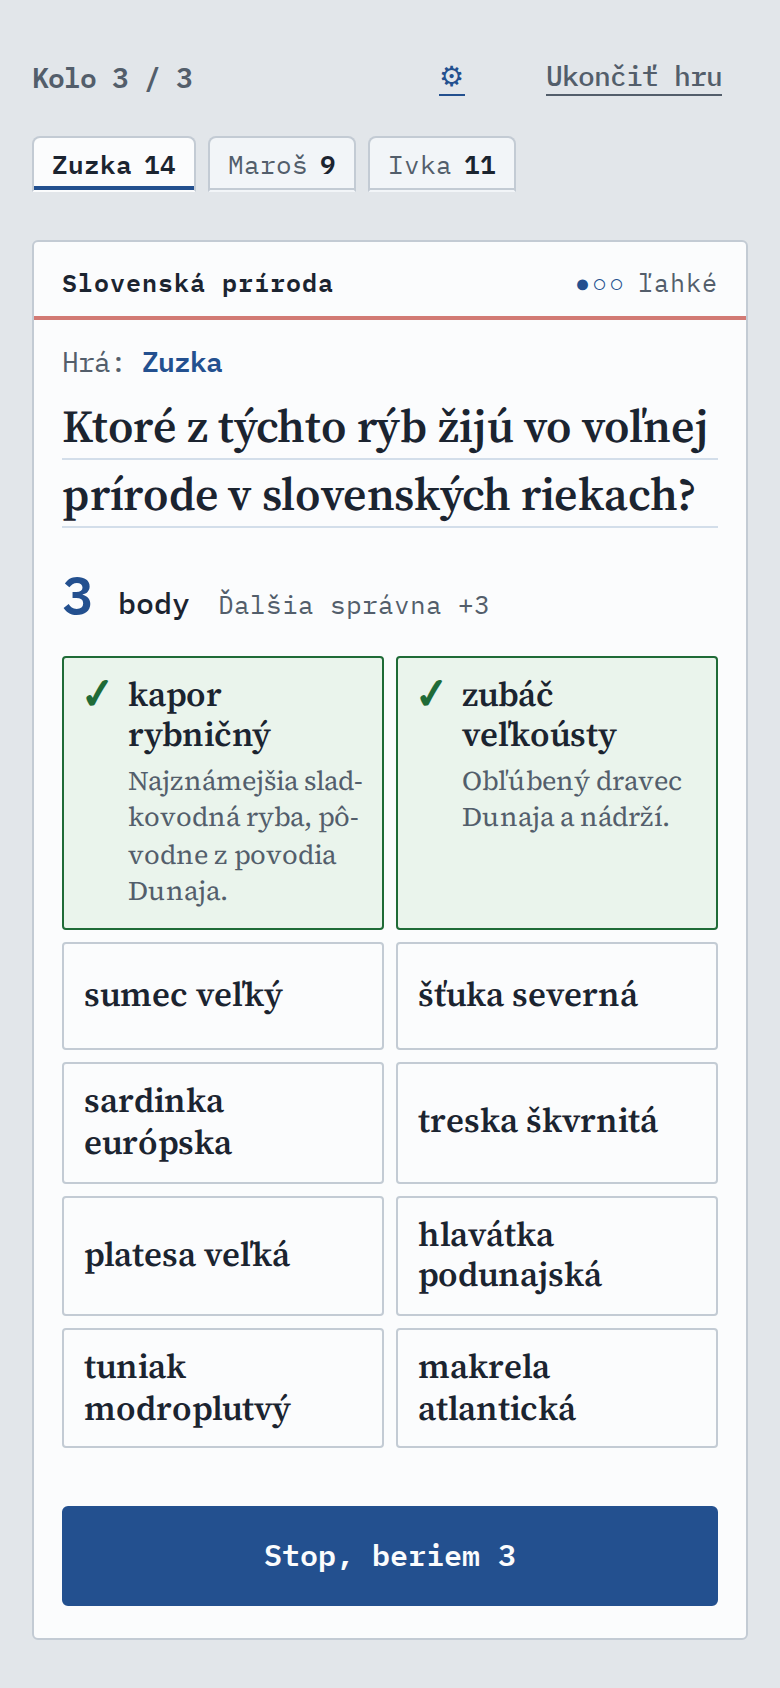 Kolo 3 / 3 ⚙ Ukončiť hru
Zuzka 14 Maroš 9 Ivka 11
Slovenská príroda ●○○ ľahké
Hrá: Zuzka
Ktoré z týchto rýb žijú vo voľnej
prírode v slovenských riekach?
3 body Ďalšia správna +3
✓ kapor
rybničný
Najznámejšia slad-
kovodná ryba, pô-
vodne z povodia
Dunaja.
✓ zubáč
veľkoústy
Obľúbený dravec
Dunaja a nádrží.
sumec veľký
šťuka severná
sardinka
európska
treska škvrnitá
platesa veľká
hlavátka
podunajská
tuniak
modroplutvý
makrela
atlantická
Stop, beriem 3